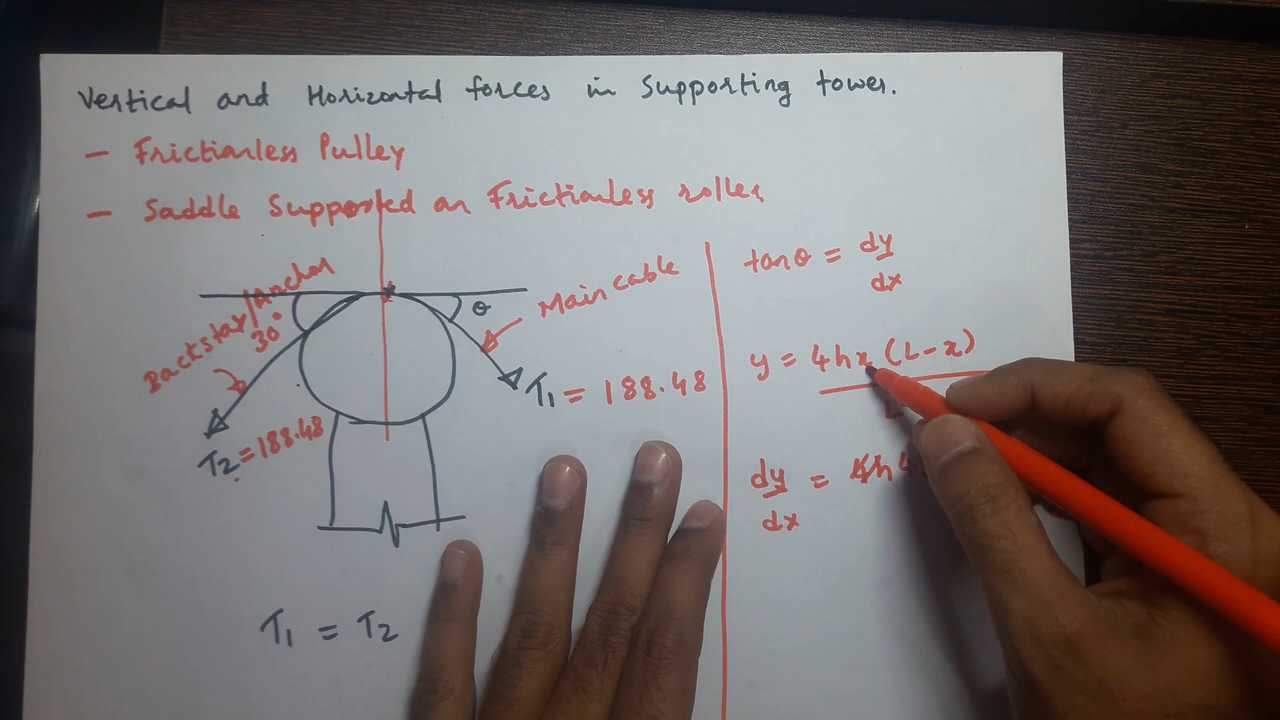 Vertical and Horizontal forces in Supporting tower.
- Frictionless Pulley
- Saddle Supported on Frictionless roller
Backstay/Anchor
30°
θ
Main cable
T₂ = 188.48
T₁ = 188.48
T₁ = T₂
tanθ = dy/dx
y = 4hx (L-x)
L
dy/dx = 4h